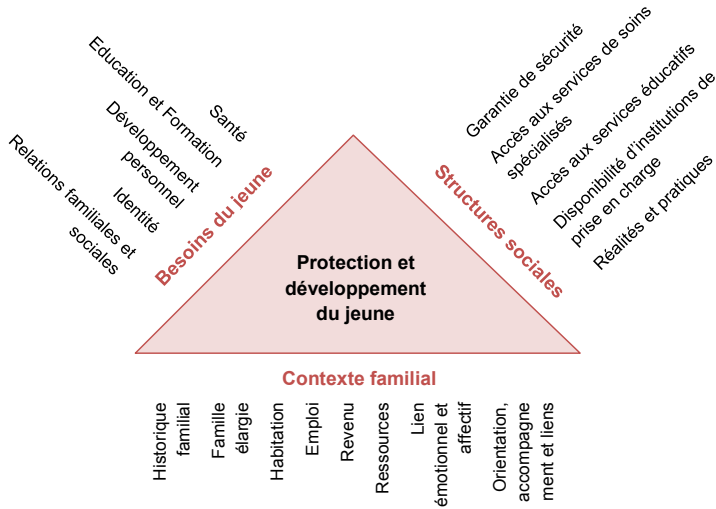 Santé
Education et Formation
Développement
personnel
Identité
Relations familiales et
sociales
Besoins du jeune
Garantie de sécurité
Accès aux services de soins
spécialisés
Accès aux services éducatifs
Disponibilité d'institutions de
prise en charge
Réalités et pratiques
Structures sociales
Protection et
développement
du jeune
Contexte familial
Historique
familial
Famille
élargie
Habitation
Emploi
Revenu
Ressources
Lien
émotionnel et
affectif
Orientation,
accompagne
ment et liens